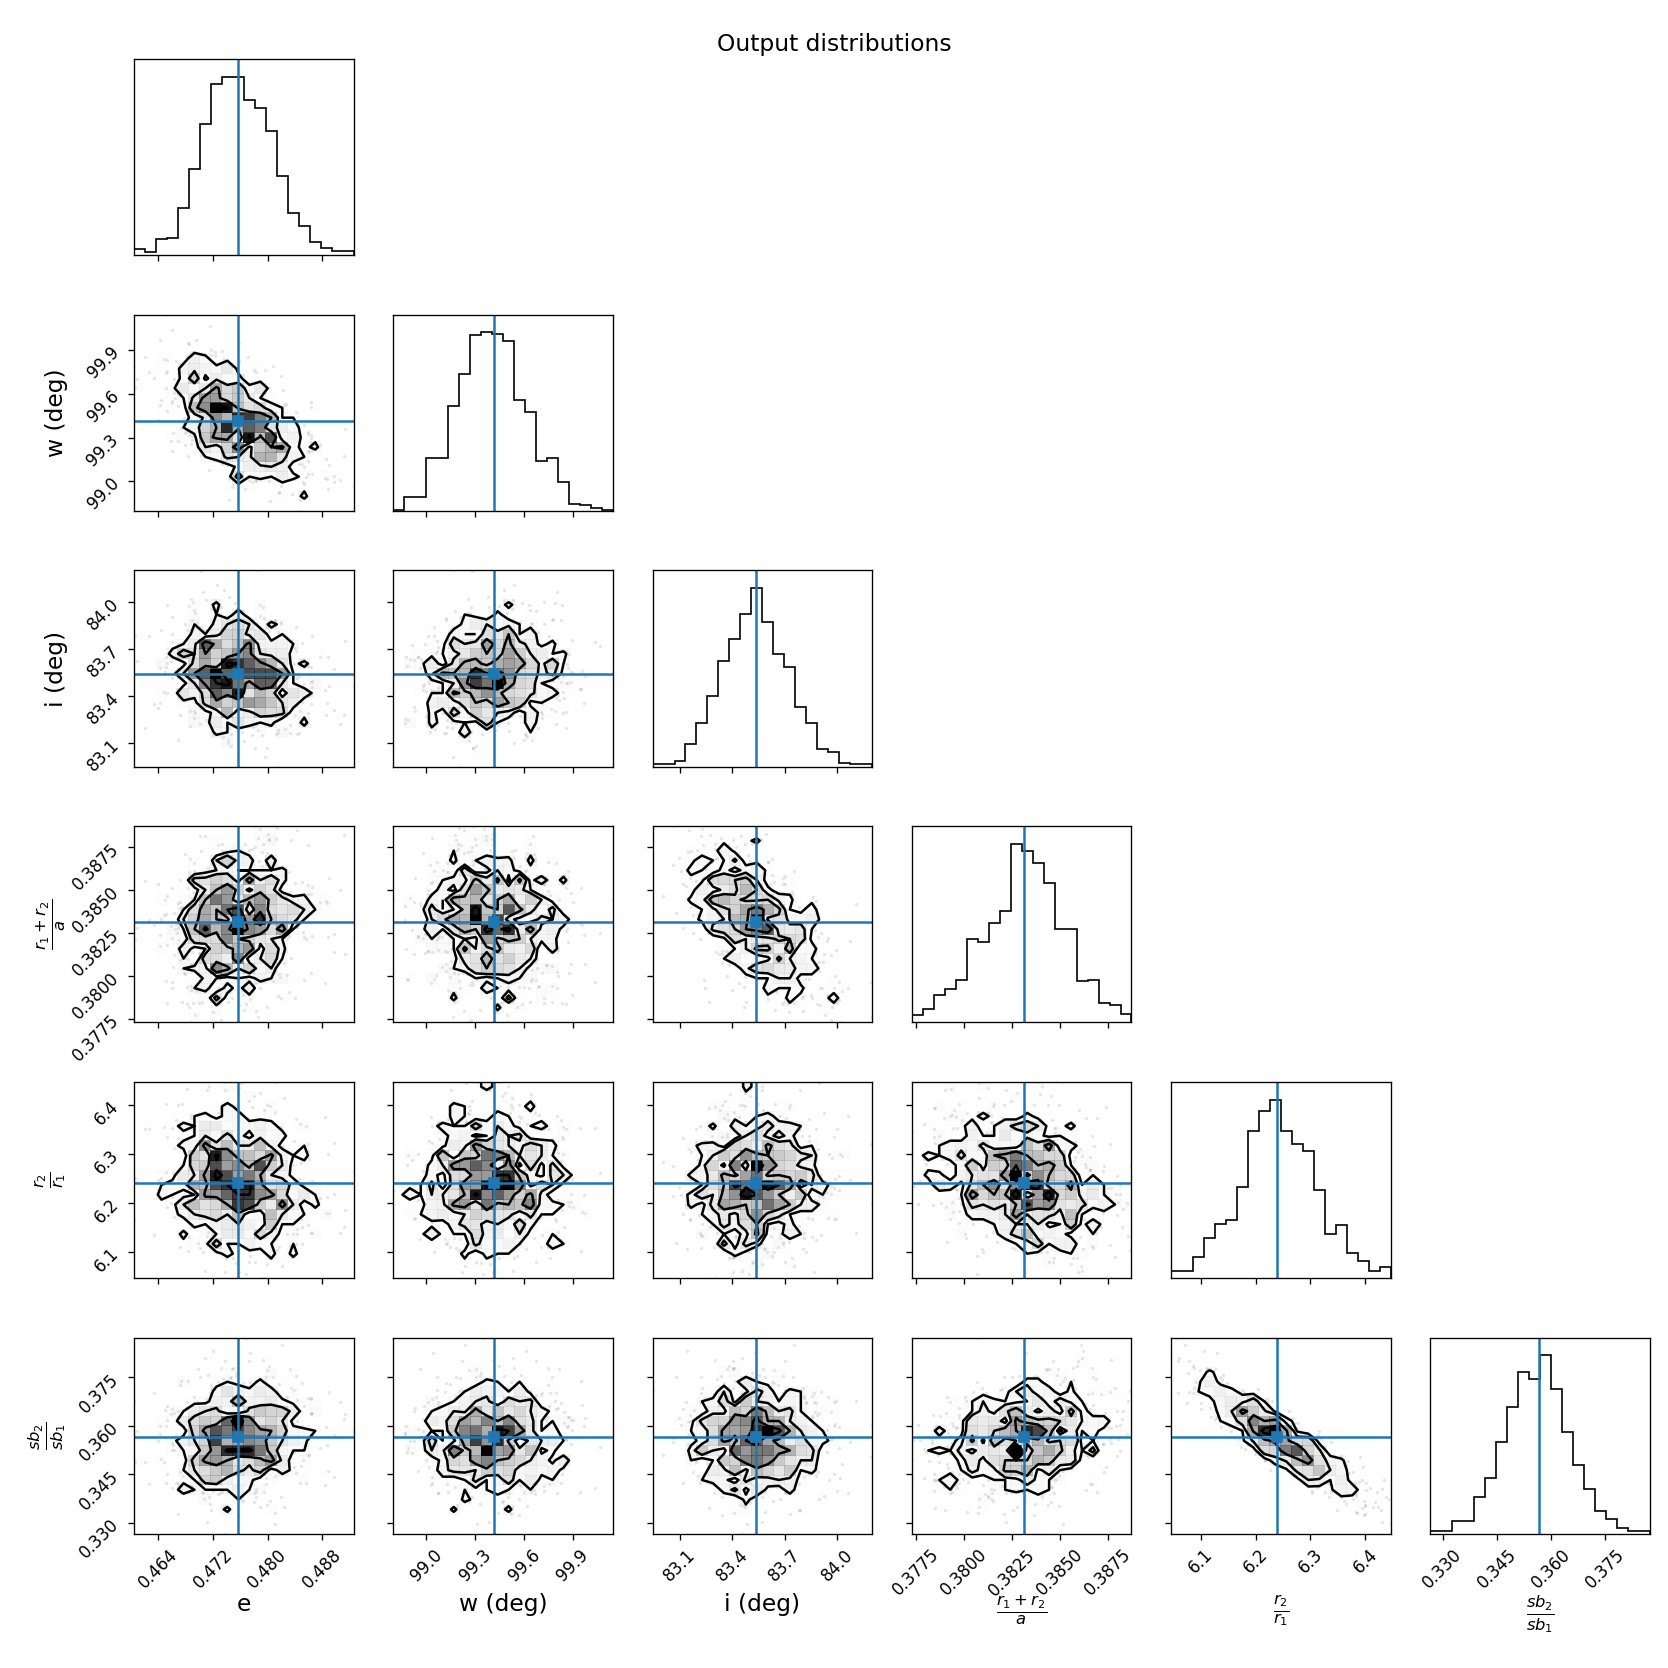 Output distributions
w (deg)
99.9
99.6
99.3
99.0
i (deg)
84.0
83.7
83.4
83.1
r₁ + r₂
a
0.3875
0.3850
0.3825
0.3800
0.3775
r₂
r₁
6.4
6.3
6.2
6.1
sb₂
sb₁
0.375
0.360
0.345
0.330
0.464 0.472 0.480 0.488 99.0 99.3 99.6 99.9 83.1 83.4 83.7 84.0 0.3775 0.3800 0.3825 0.3850 0.3875 6.1 6.2 6.3 6.4 0.330 0.345 0.360 0.375
e
w (deg)
i (deg)
r₁ + r₂
a
r₂
r₁
sb₂
sb₁